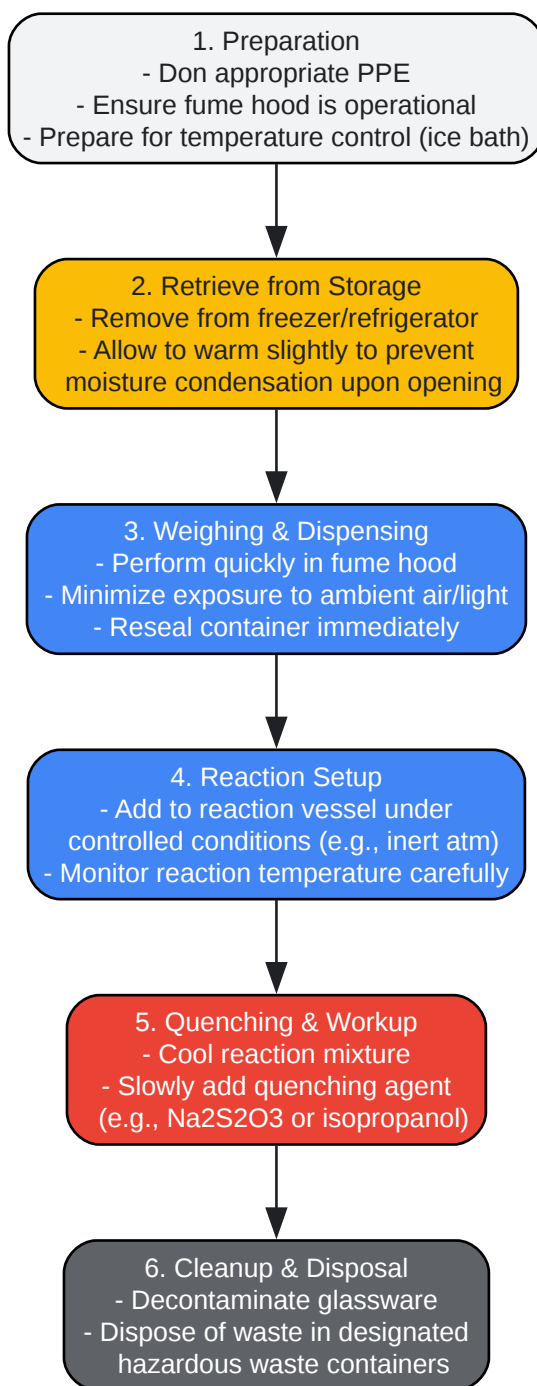 1. Preparation
- Don appropriate PPE
- Ensure fume hood is operational
- Prepare for temperature control (ice bath)
2. Retrieve from Storage
- Remove from freezer/refrigerator
- Allow to warm slightly to prevent
moisture condensation upon opening
3. Weighing & Dispensing
- Perform quickly in fume hood
- Minimize exposure to ambient air/light
- Reseal container immediately
4. Reaction Setup
- Add to reaction vessel under
controlled conditions (e.g., inert atm)
- Monitor reaction temperature carefully
5. Quenching & Workup
- Cool reaction mixture
- Slowly add quenching agent
(e.g., Na2S2O3 or isopropanol)
6. Cleanup & Disposal
- Decontaminate glassware
- Dispose of waste in designated
hazardous waste containers